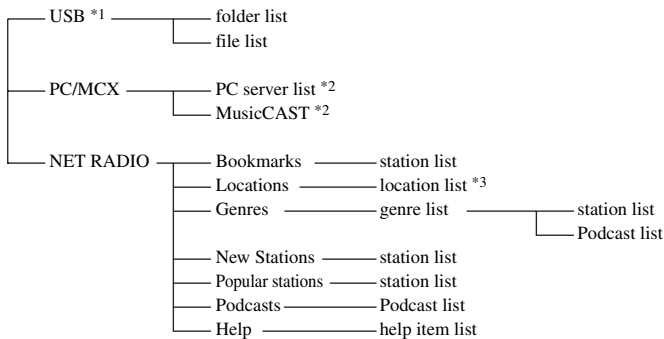 USB *1 folder list
file list
PC/MCX PC server list *2
MusicCAST *2
NET RADIO Bookmarks station list
Locations location list *3
Genres genre list station list
Podcast list
New Stations station list
Popular stations station list
Podcasts Podcast list
Help help item list